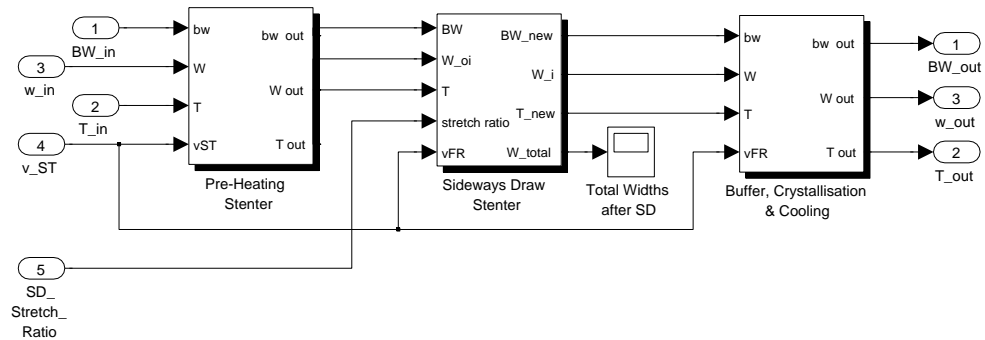 1
BW_in
3
w_in
2
T_in
4
v_ST
5
SD_
Stretch_
Ratio
bw
W
T
vST
bw out
W out
T out
Pre-Heating
Stenter
BW
W_oi
T
stretch ratio
vFR
BW_new
W_i
T_new
W_total
Sideways Draw
Stenter
Total Widths
after SD
bw
W
T
vFR
bw out
W out
T out
Buffer, Crystallisation
& Cooling
1
BW_out
3
w_out
2
T_out